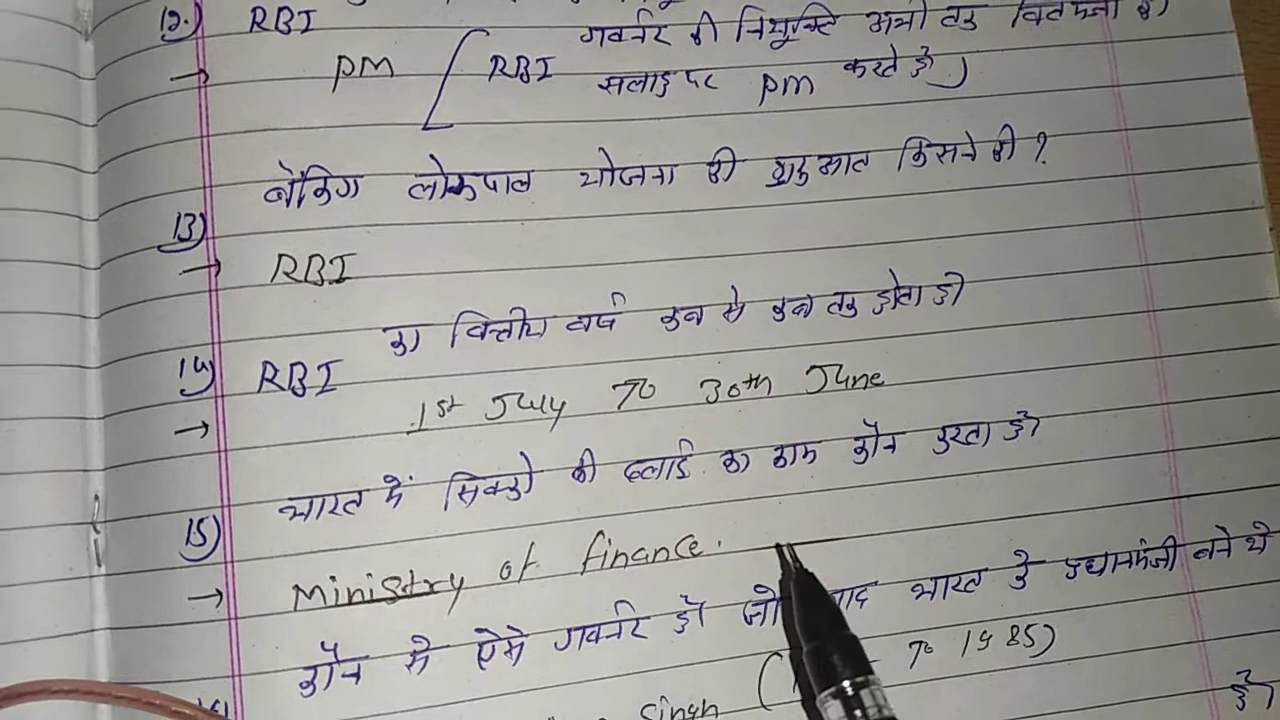 12) RBI गवर्नर की नियुक्ति
→ PM RBI सलाह पर PM करते है।
बैंकिग लोकपाल योजना की शुरुआत किसने की ?
13)
→ RBI
14) RBI का वित्तीय वर्ष कब से कब तक होता है
→ 1st July To 30th June
15) भारत में सिक्को की ढलाई का काम कौन करता है
→ Ministry of finance.
कौन से ऐसे गवर्नर है जो बाद भारत के प्रधानमंत्री बने थे
singh ( To 1985)
है